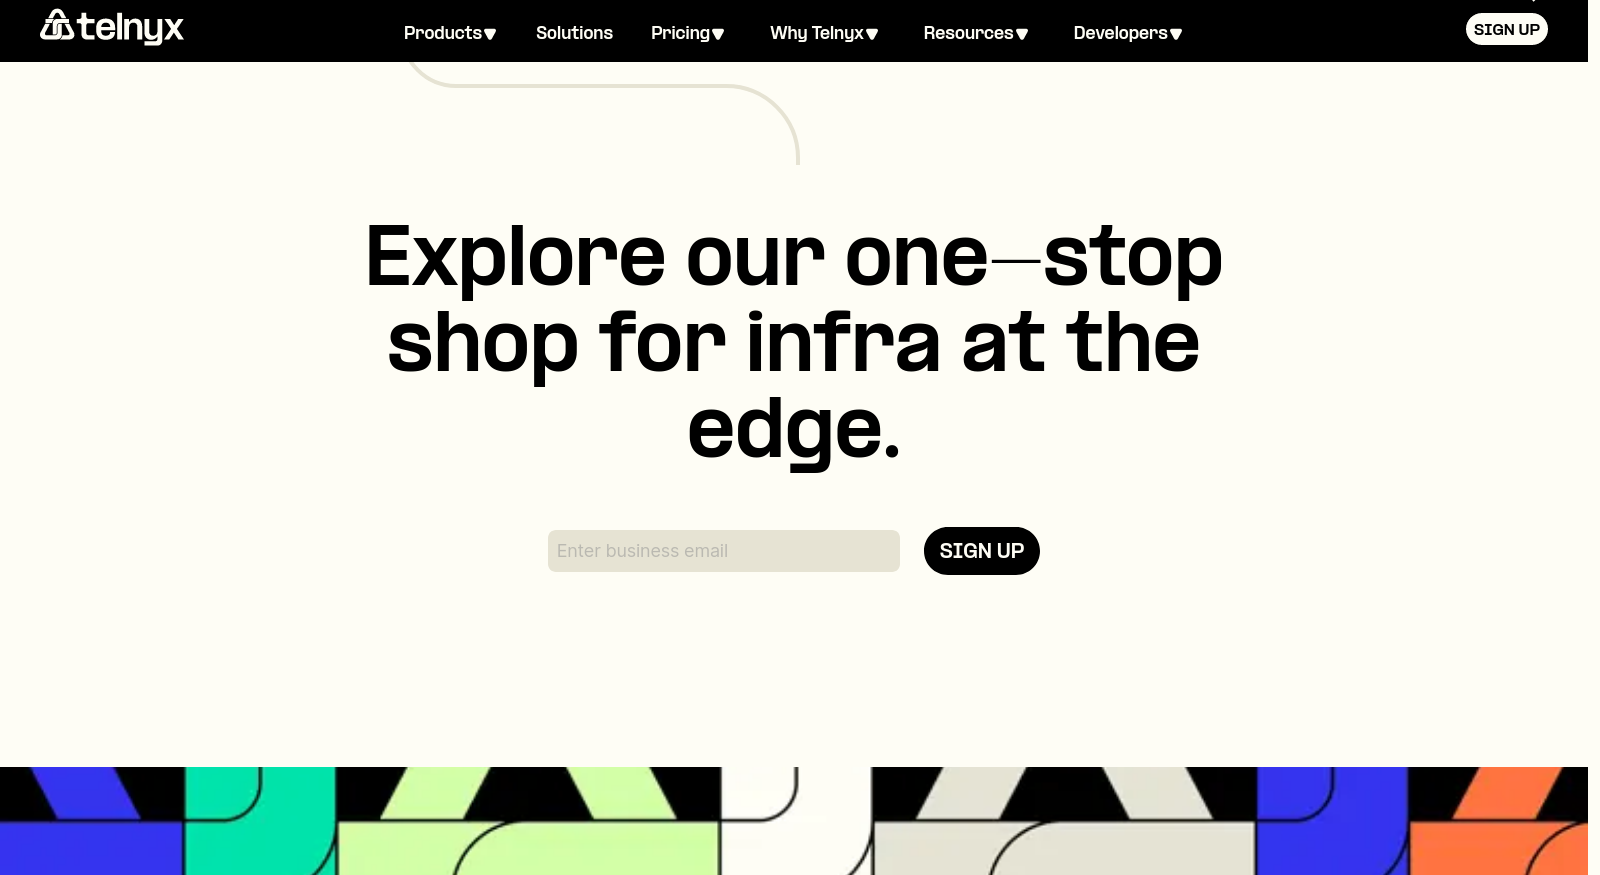 telnyx
Products
Solutions
Pricing
Why Telnyx
Resources
Developers
SIGN UP
Explore our one—stop
shop for infra at the
edge.
Enter business email
SIGN UP